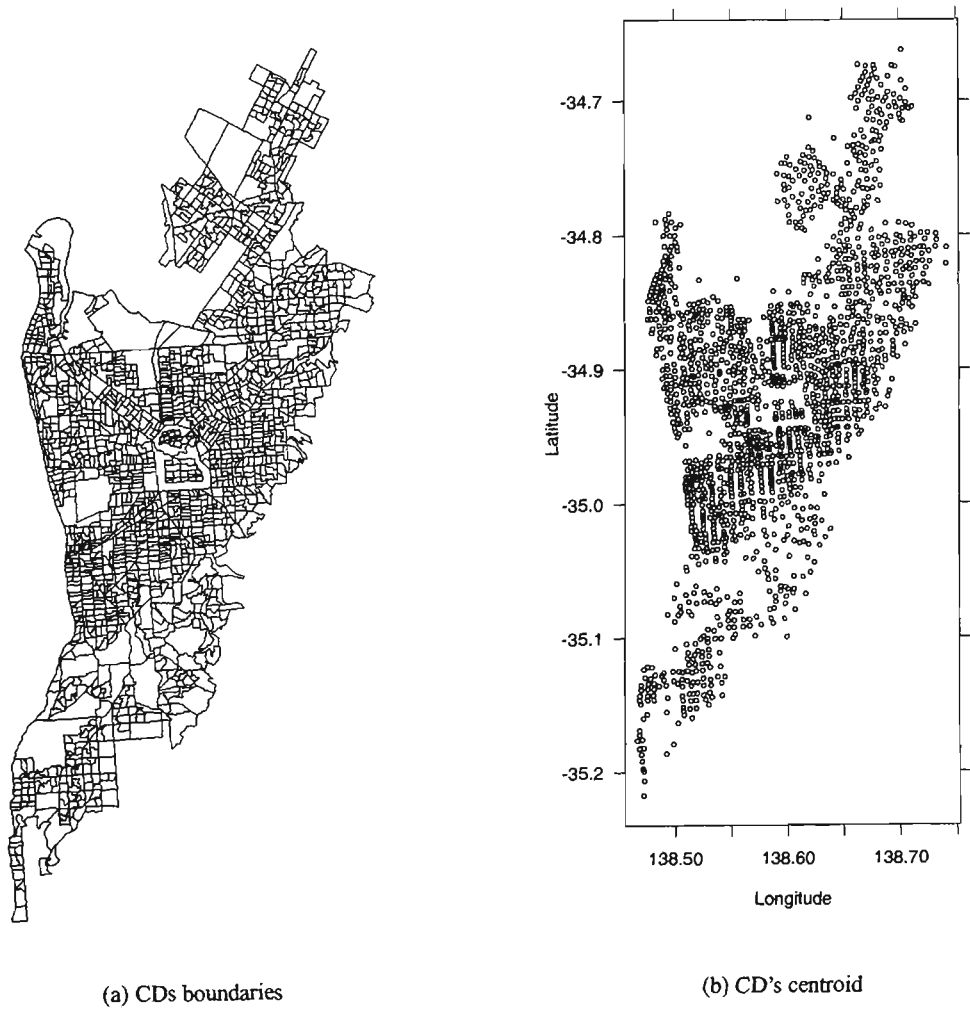 -34.7
-34.8
-34.9
-35.0
-35.1
-35.2
Latitude
138.50 138.60 138.70
Longitude
(a) CDs boundaries
(b) CD's centroid